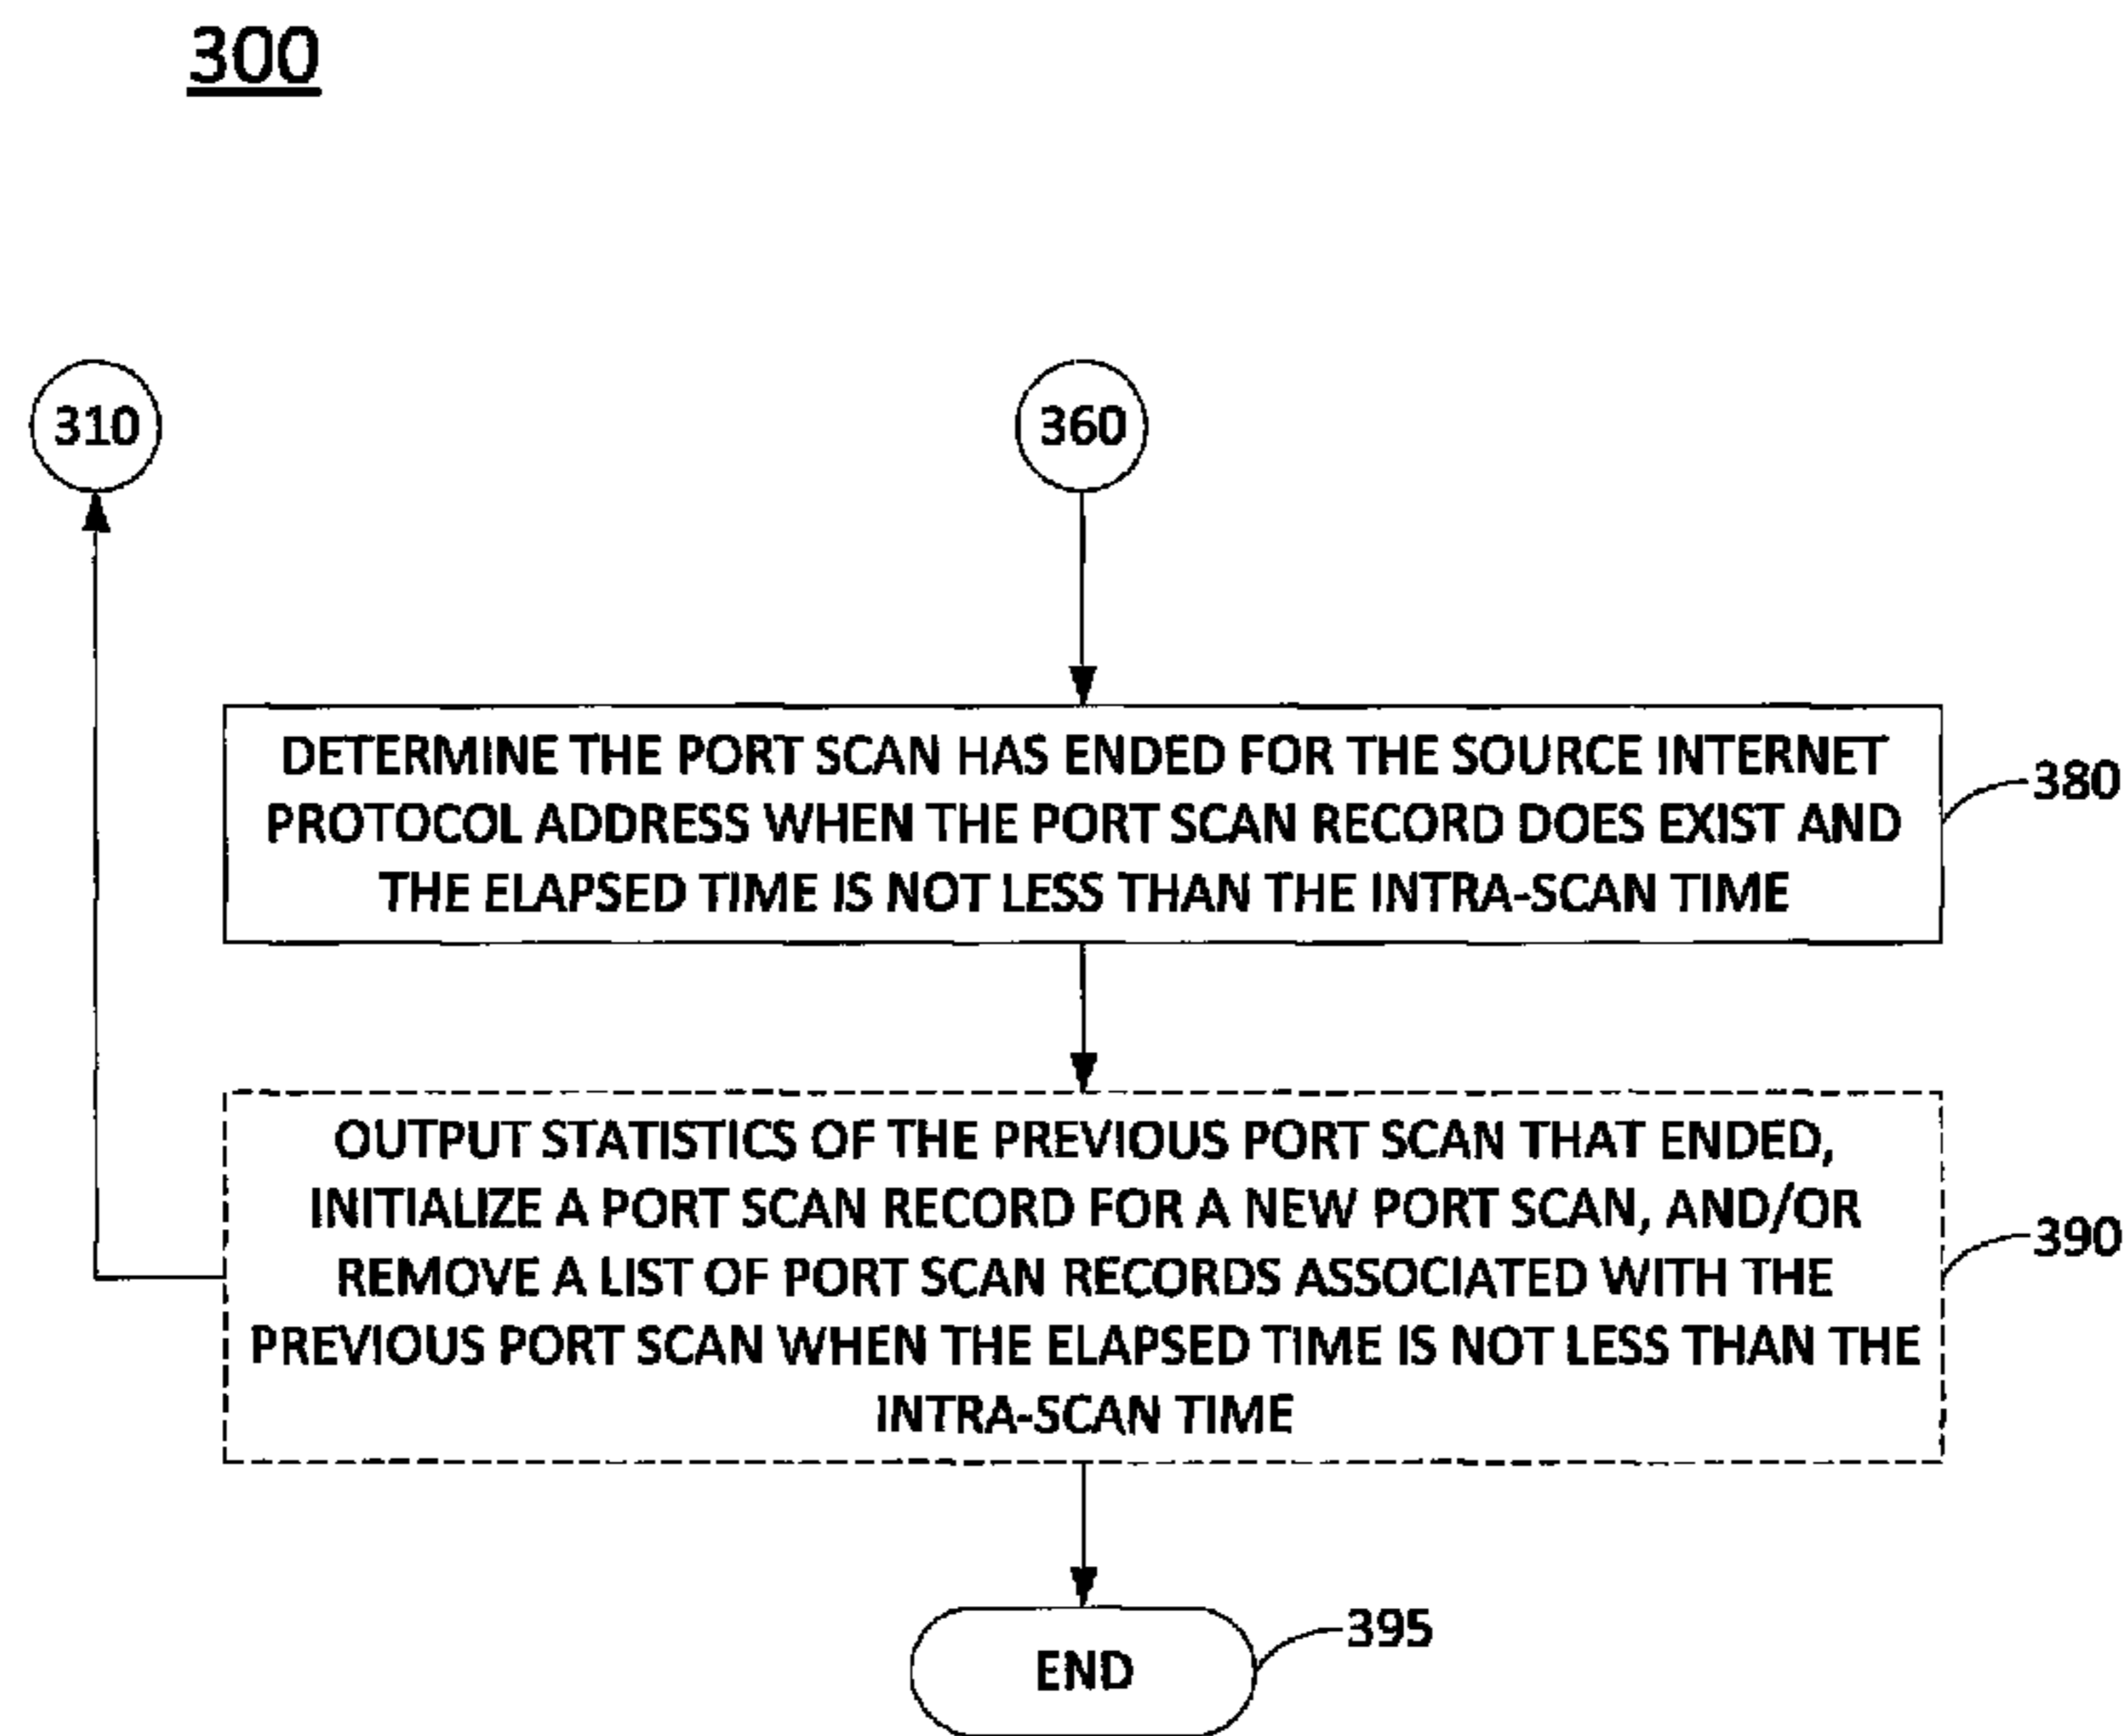 300
310
360
DETERMINE THE PORT SCAN HAS ENDED FOR THE SOURCE INTERNET
PROTOCOL ADDRESS WHEN THE PORT SCAN RECORD DOES EXIST AND
THE ELAPSED TIME IS NOT LESS THAN THE INTRA-SCAN TIME
380
OUTPUT STATISTICS OF THE PREVIOUS PORT SCAN THAT ENDED,
INITIALIZE A PORT SCAN RECORD FOR A NEW PORT SCAN, AND/OR
REMOVE A LIST OF PORT SCAN RECORDS ASSOCIATED WITH THE
PREVIOUS PORT SCAN WHEN THE ELAPSED TIME IS NOT LESS THAN THE
INTRA-SCAN TIME
390
END
395